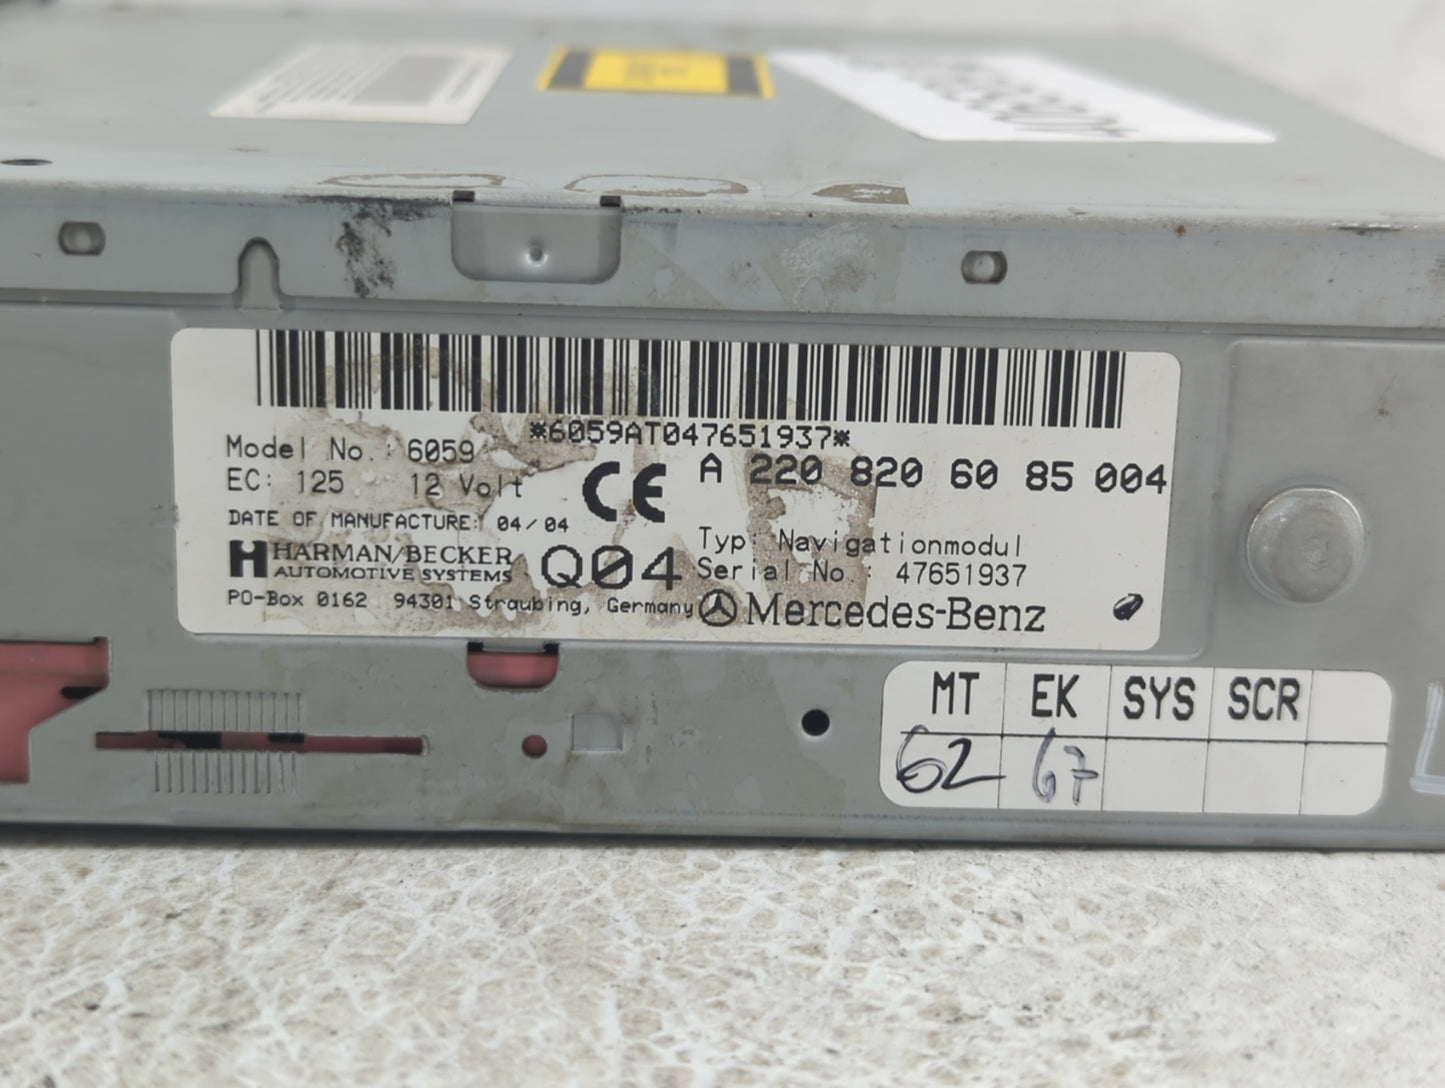 *6059AT047651937*
Model No.: 6059
EC: 125 12 Volt
A 220 820 60 85 004
DATE OF MANUFACTURE: 04/04
HARMAN/BECKER
AUTOMOTIVE SYSTEMS
Q04
Typ: Navigationmodul
Serial No.: 47651937
PO-Box 0162 94301 Straubing, Germany
Mercedes-Benz
MT EK SYS SCR
62 67